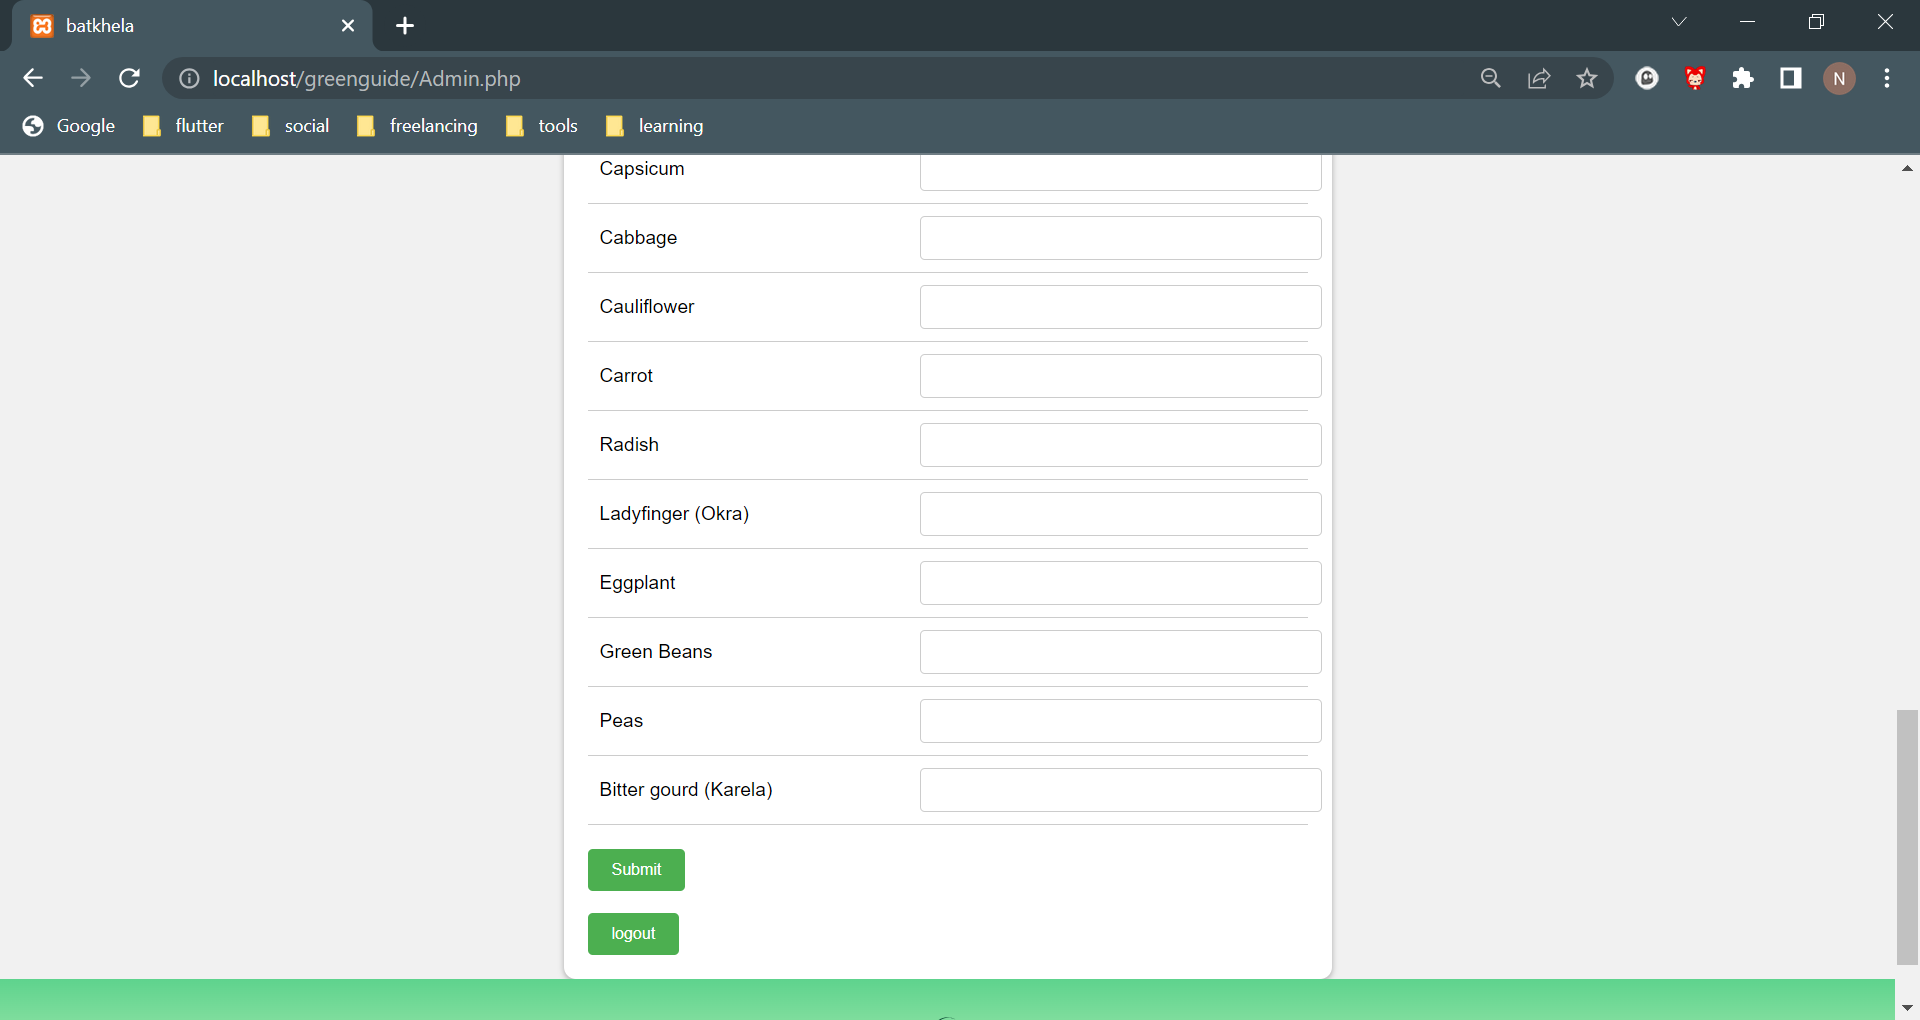 batkhela
localhost/greenguide/Admin.php
N
Google flutter social freelancing tools learning
Capsicum
Cabbage
Cauliflower
Carrot
Radish
Ladyfinger (Okra)
Eggplant
Green Beans
Peas
Bitter gourd (Karela)
Submit
logout